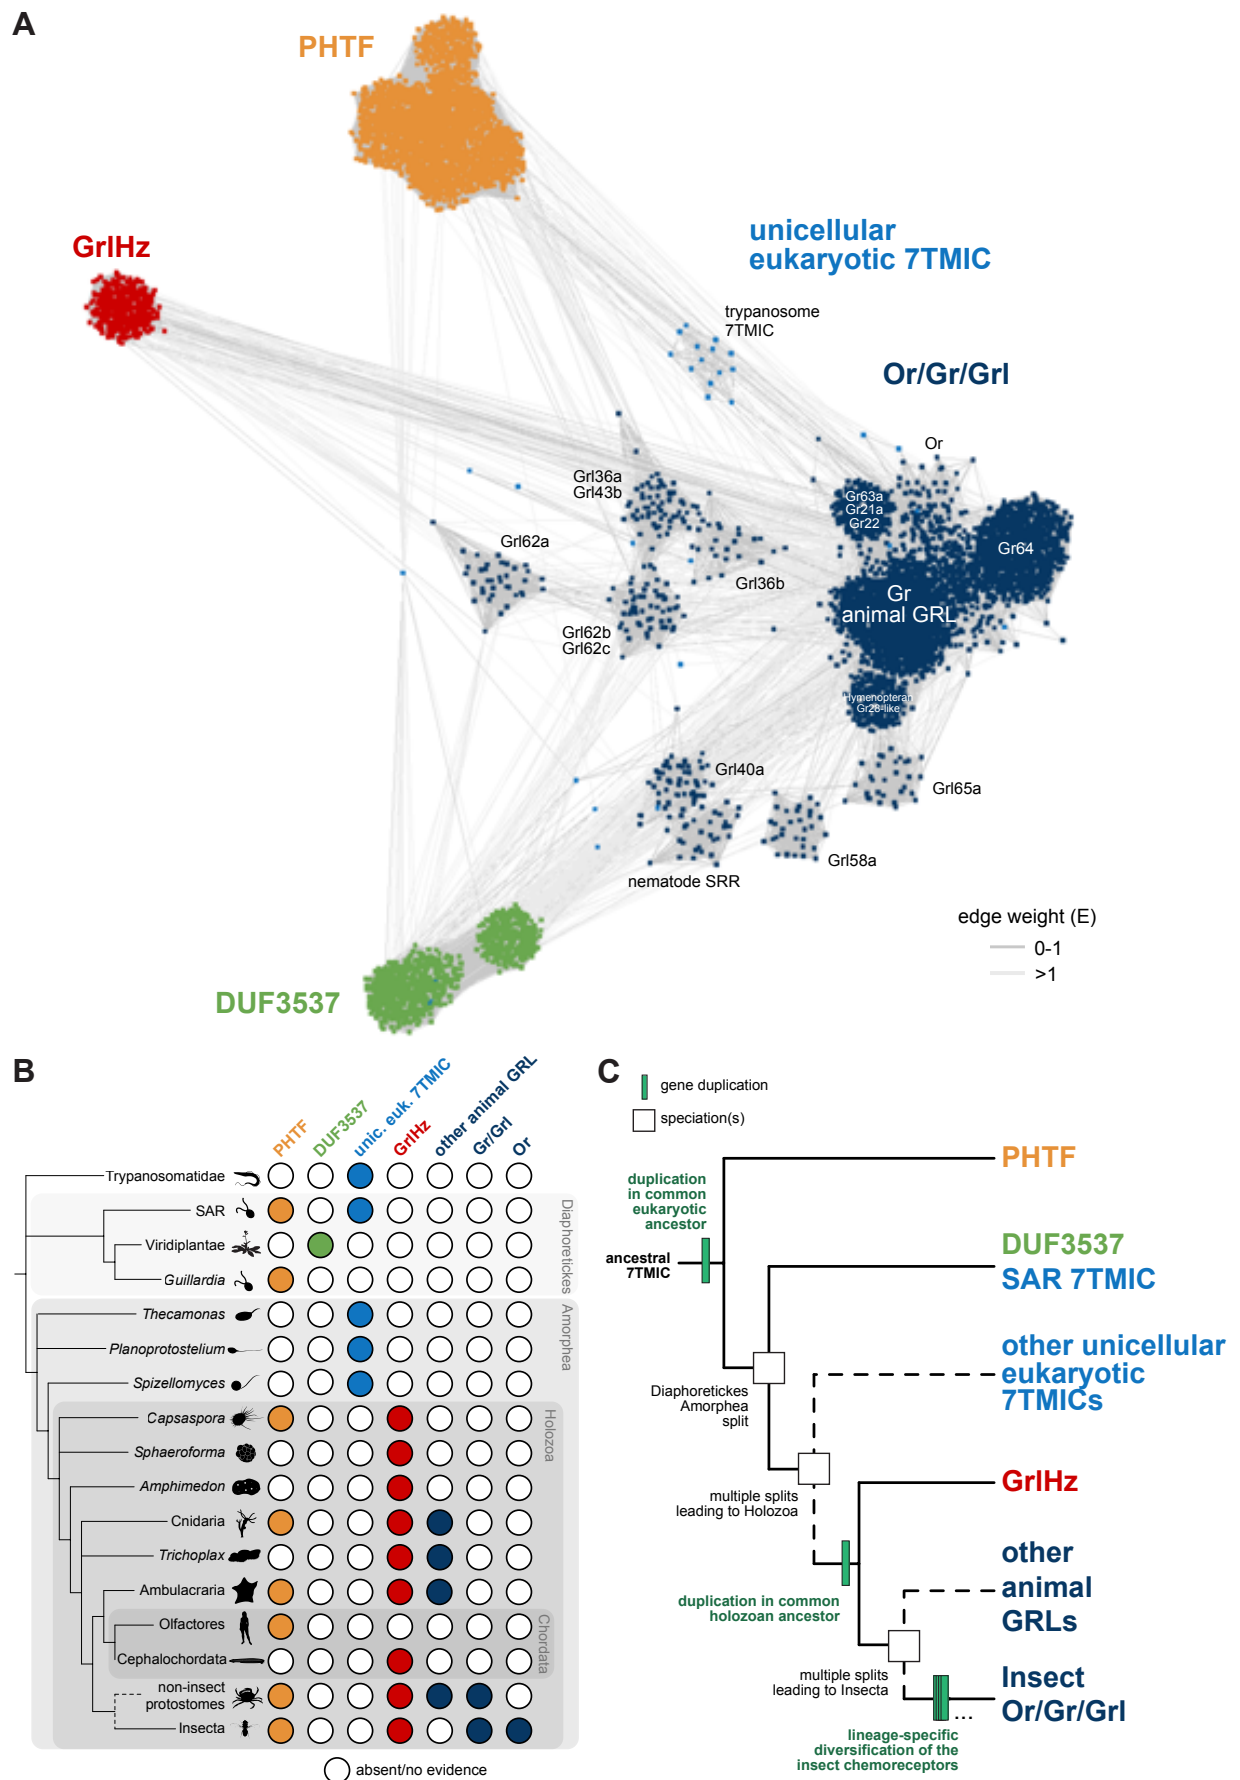 A
PHTF
GrlHz
unicellular
eukaryotic 7TMIC
trypanosome
7TMIC
Or/Gr/Grl
Or
Grl36a
Grl43b
Gr63a
Gr21a
Gr22
Gr64
Grl62a
Grl36b
Gr
animal GRL
Grl62b
Grl62c
Hymenopteran
Gr28-like
Grl40a
Grl65a
Grl58a
nematode SRR
edge weight (E)
0-1
>1
DUF3537
B
PHTF
DUF3537
unic. euk. 7TMIC
GrlHz
other animal GRL
Gr/Grl
Or
Trypanosomatidae
SAR
Viridiplantae
Guillardia
Diaphoretickes
Thecamonas
Planoprotostelium
Spizellomyces
Amorphea
Capsaspora
Sphaeroforma
Amphimedon
Cnidaria
Trichoplax
Ambulacraria
Holozoa
Olfactores
Cephalochordata
Chordata
non-insect
protostomes
Insecta
absent/no evidence
C
gene duplication
speciation(s)
PHTF
duplication
in common
eukaryotic
ancestor
ancestral
7TMIC
DUF3537
SAR 7TMIC
Diaphoretickes
Amorphea
split
other unicellular
eukaryotic
7TMICs
multiple splits
leading to Holozoa
GrlHz
duplication in common
holozoan ancestor
other
animal
GRLs
multiple splits
leading to Insecta
Insect
Or/Gr/Grl
...
lineage-specific
diversification of the
insect chemoreceptors